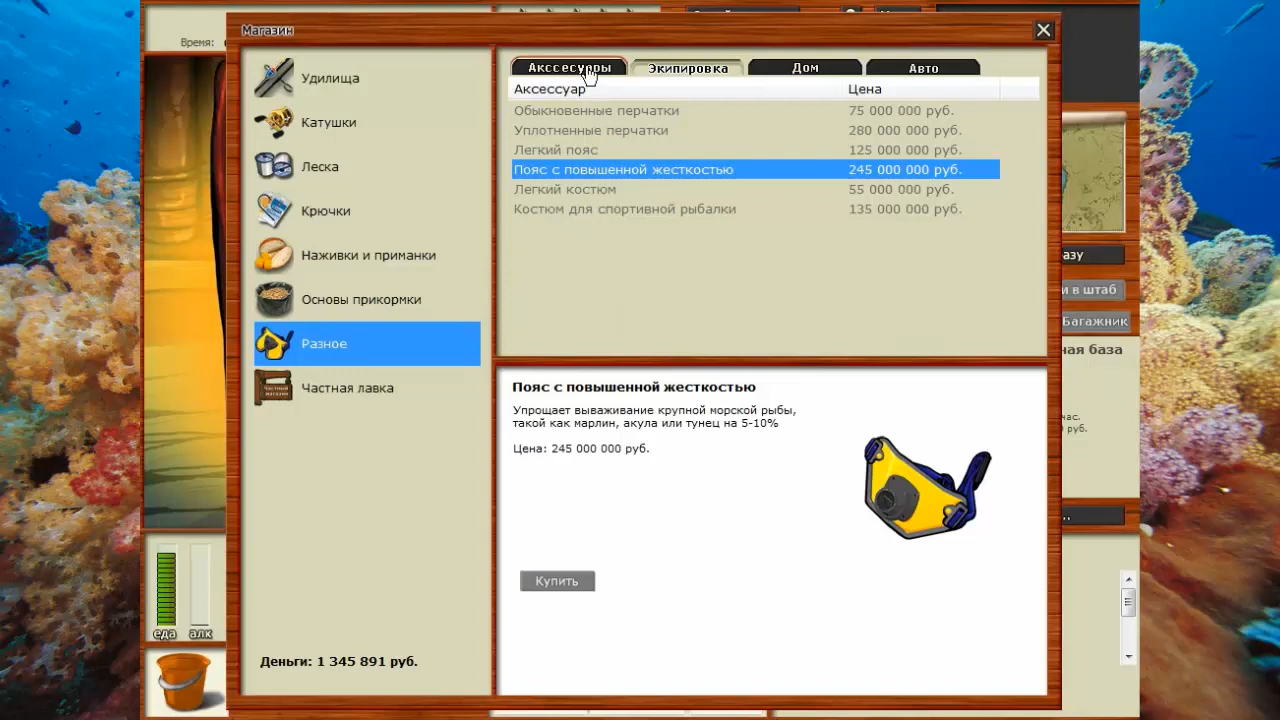 Магазин
Время:
Удилища
Катушки
Леска
Крючки
Наживки и приманки
Основы прикормки
Разное
Частная лавка
Деньги: 1 345 891 руб.
Акссесуары Экипировка Дом Авто
Аксессуар Цена
Обыкновенные перчатки 75 000 000 руб.
Уплотненные перчатки 280 000 000 руб.
Легкий пояс 125 000 000 руб.
Пояс с повышенной жесткостью 245 000 000 руб.
Легкий костюм 55 000 000 руб.
Костюм для спортивной рыбалки 135 000 000 руб.
Пояс с повышенной жесткостью
Упрощает вываживание крупной морской рыбы,
такой как марлин, акула или тунец на 5-10%
Цена: 245 000 000 руб.
Купить
азу
и в штаб
Багажник
ная база
час.
руб.
еда алк